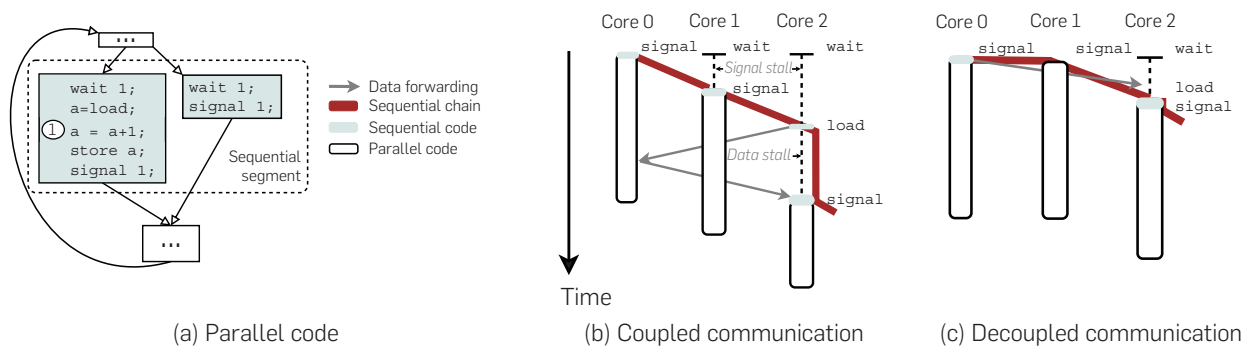 ...
wait 1;
a=load;
1
a = a+1;
store a;
signal 1;
wait 1;
signal 1;
Sequential
segment
...
(a) Parallel code
Data forwarding
Sequential chain
Sequential code
Parallel code
Time
Core 0
Core 1
Core 2
signal
wait
wait
Signal stall
signal
load
Data stall
signal
(b) Coupled communication
Core 0
Core 1
Core 2
signal
signal
wait
load
signal
(c) Decoupled communication